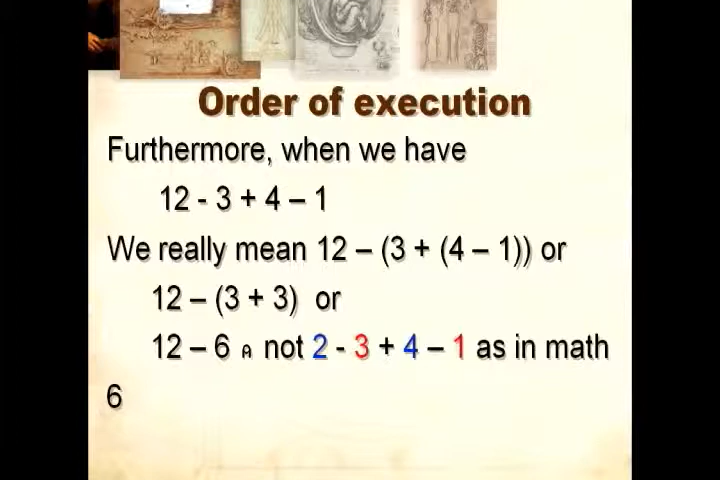 Order of execution
Furthermore, when we have
12 - 3 + 4 – 1
We really mean 12 – (3 + (4 – 1)) or
12 – (3 + 3) or
12 – 6 not 2 - 3 + 4 – 1 as in math
6